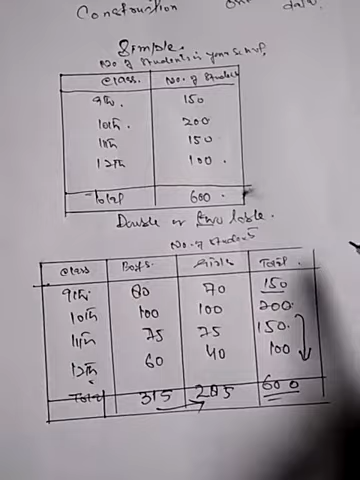 Construction our data.
Simple.
No of Students in your school.
Class. No. of Students
9th. 150
10th. 200
11th 150
12th 100.
Total 600.
Double or two table.
No. of students
Class Boys. Girls Total.
9th. 80 70 150
10th 100 100 200.
11th 75 75 150.
12th 60 40 100
Total 315 285 600